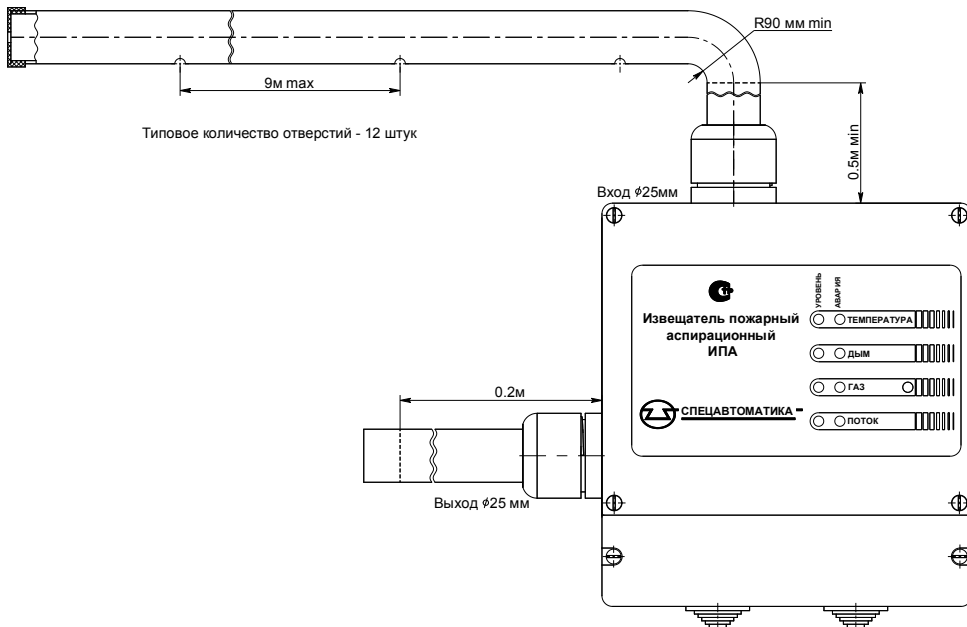 R90 мм min
9м max
Типовое количество отверстий - 12 штук
0.5м min
Вход ϕ25мм
УРОВЕНЬ
АВАРИЯ
Извещатель пожарный
аспирационный
ИПА
ТЕМПЕРАТУРА
ДЫМ
ГАЗ
ПОТОК
СПЕЦАВТОМАТИКА
0.2м
Выход ϕ25 мм